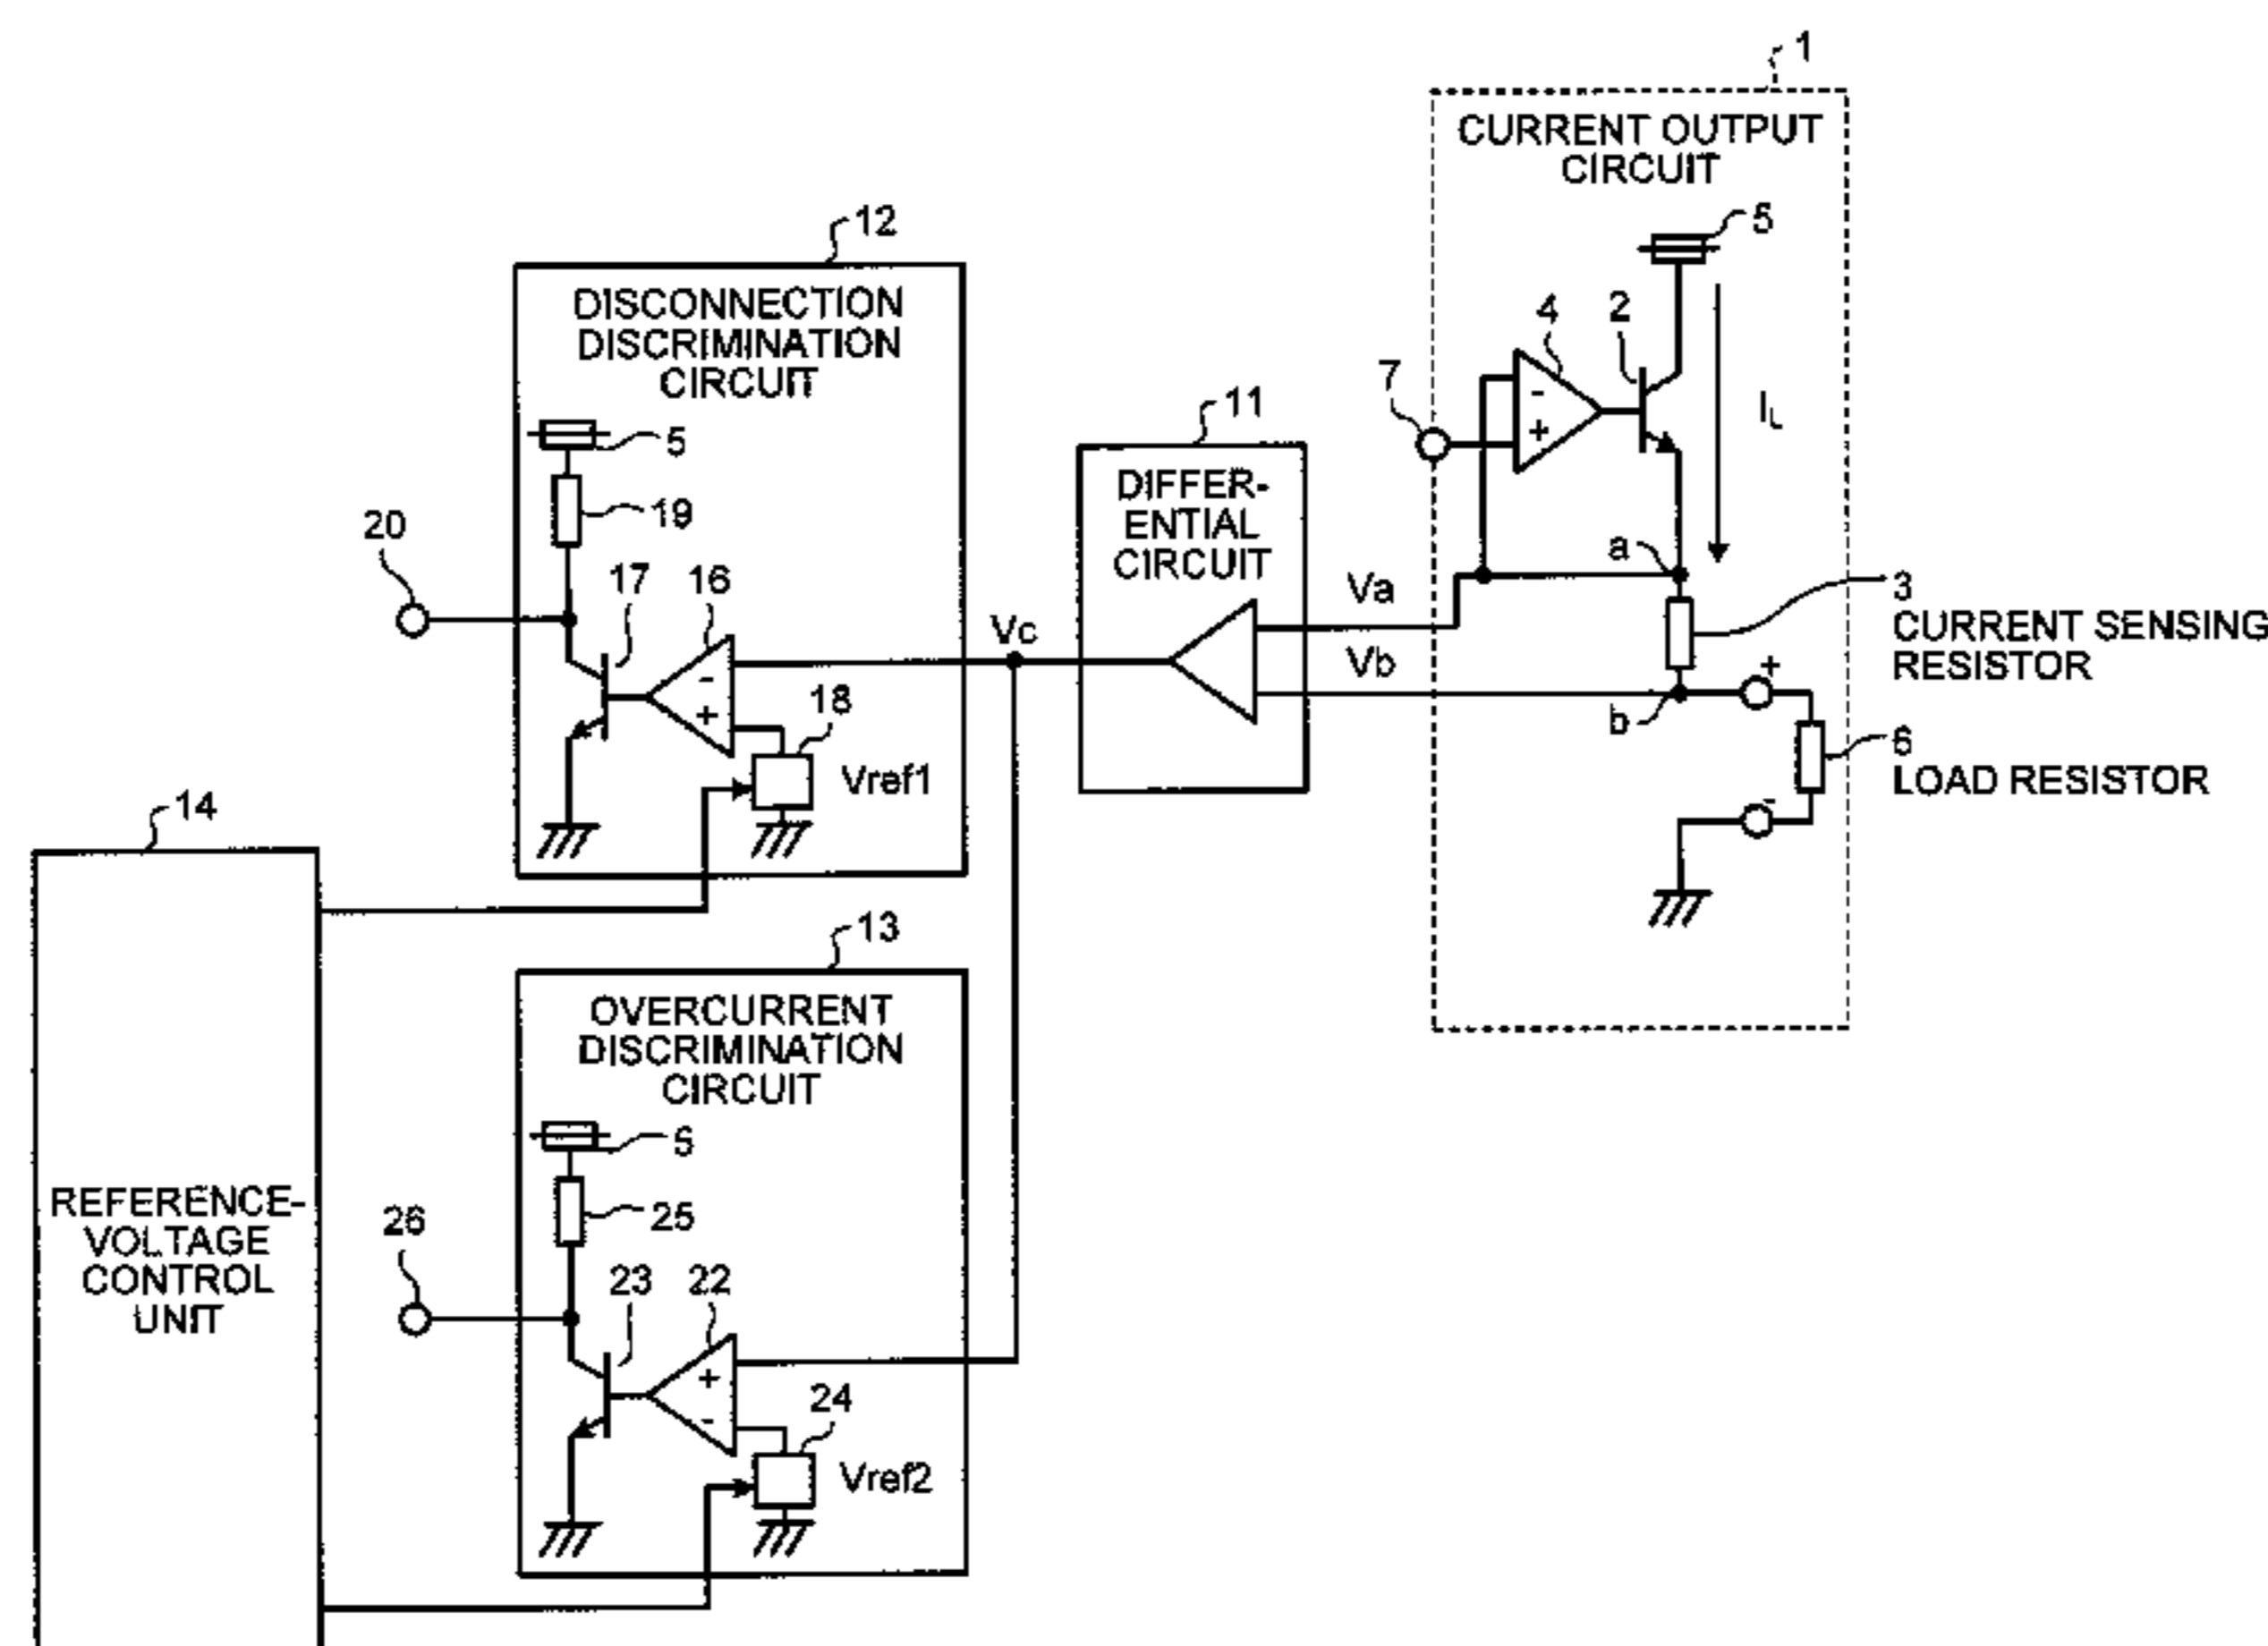 1
CURRENT OUTPUT
CIRCUIT
5
4
2
7
-
+
IL
a
3
CURRENT SENSING
RESISTOR
+
b
6
LOAD RESISTOR
-
11
DIFFER-
ENTIAL
CIRCUIT
Va
Vb
Vc
12
DISCONNECTION
DISCRIMINATION
CIRCUIT
5
19
20
17
16
-
+
18
Vref1
14
REFERENCE-
VOLTAGE
CONTROL
UNIT
13
OVERCURRENT
DISCRIMINATION
CIRCUIT
5
25
26
23
22
+
-
24
Vref2